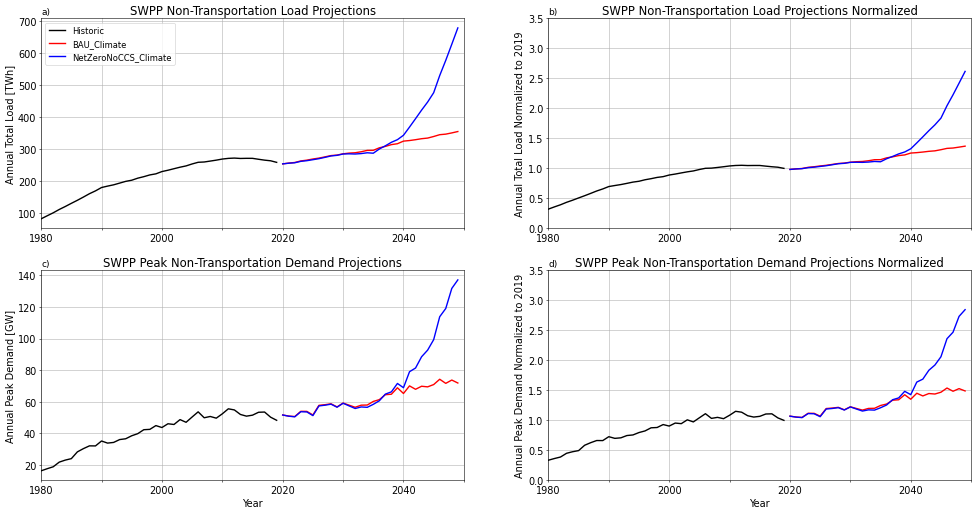 a)
SWPP Non-Transportation Load Projections
Annual Total Load [TWh]
700
600
500
400
300
200
100
Historic
BAU_Climate
NetZeroNoCCS_Climate
1980
2000
2020
2040
b)
SWPP Non-Transportation Load Projections Normalized
Annual Total Load Normalized to 2019
3.5
3.0
2.5
2.0
1.5
1.0
0.5
0.0
1980
2000
2020
2040
c)
SWPP Peak Non-Transportation Demand Projections
Annual Peak Demand [GW]
140
120
100
80
60
40
20
1980
2000
2020
2040
Year
d)
SWPP Peak Non-Transportation Demand Projections Normalized
Annual Peak Demand Normalized to 2019
3.5
3.0
2.5
2.0
1.5
1.0
0.5
0.0
1980
2000
2020
2040
Year